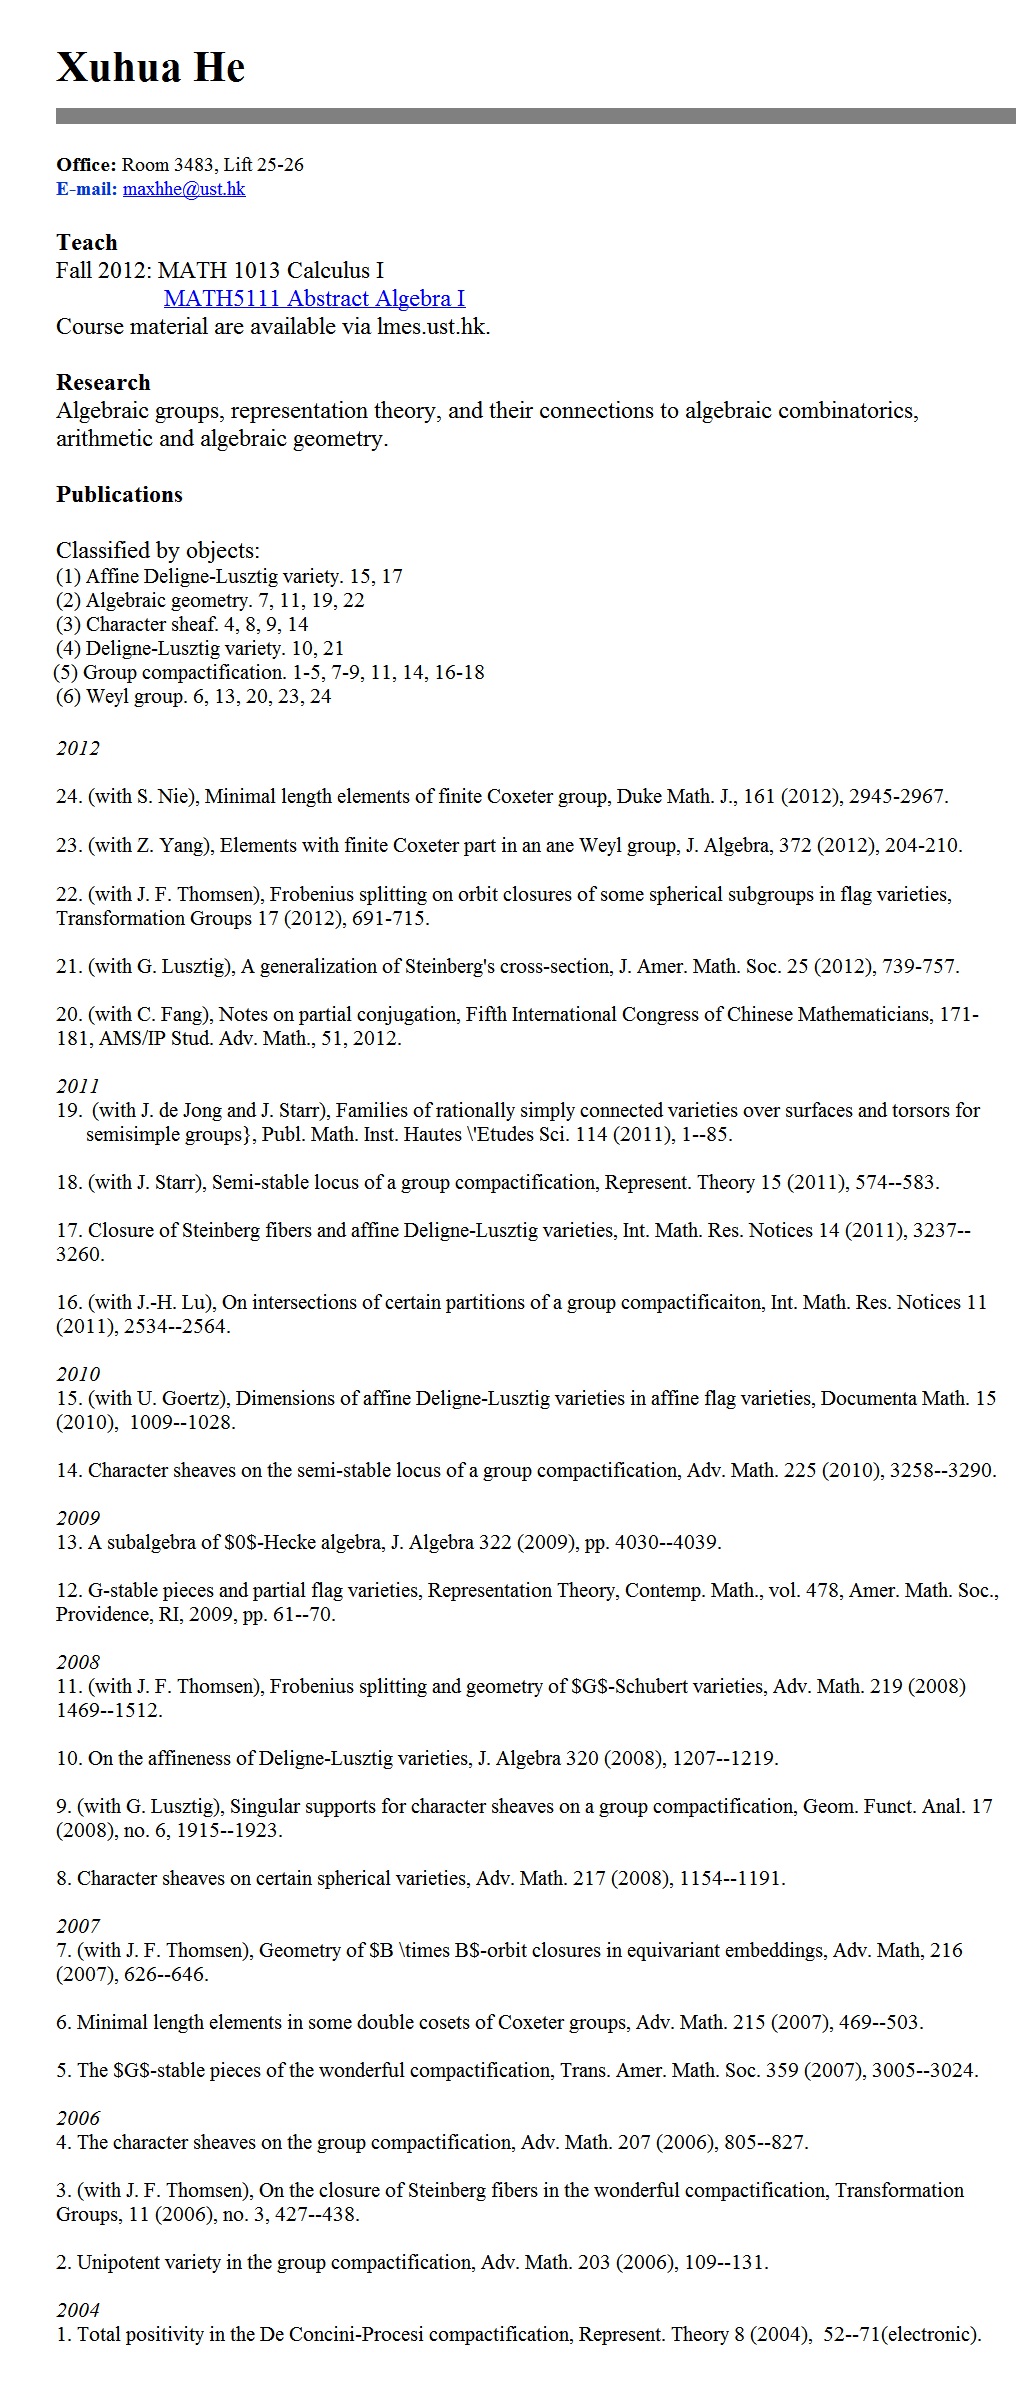 Xuhua He
Office: Room 3483, Lift 25-26
E-mail: maxhhe@ust.hk
Teach
Fall 2012: MATH 1013 Calculus I
MATH5111 Abstract Algebra I
Course material are available via lmes.ust.hk.
Research
Algebraic groups, representation theory, and their connections to algebraic combinatorics,
arithmetic and algebraic geometry.
Publications
Classified by objects:
(1) Affine Deligne-Lusztig variety. 15, 17
(2) Algebraic geometry. 7, 11, 19, 22
(3) Character sheaf. 4, 8, 9, 14
(4) Deligne-Lusztig variety. 10, 21
(5) Group compactification. 1-5, 7-9, 11, 14, 16-18
(6) Weyl group. 6, 13, 20, 23, 24
2012
24. (with S. Nie), Minimal length elements of finite Coxeter group, Duke Math. J., 161 (2012), 2945-2967.
23. (with Z. Yang), Elements with finite Coxeter part in an ane Weyl group, J. Algebra, 372 (2012), 204-210.
22. (with J. F. Thomsen), Frobenius splitting on orbit closures of some spherical subgroups in flag varieties,
Transformation Groups 17 (2012), 691-715.
21. (with G. Lusztig), A generalization of Steinberg's cross-section, J. Amer. Math. Soc. 25 (2012), 739-757.
20. (with C. Fang), Notes on partial conjugation, Fifth International Congress of Chinese Mathematicians, 171-
181, AMS/IP Stud. Adv. Math., 51, 2012.
2011
19.  (with J. de Jong and J. Starr), Families of rationally simply connected varieties over surfaces and torsors for
semisimple groups}, Publ. Math. Inst. Hautes \'Etudes Sci. 114 (2011), 1--85.
18. (with J. Starr), Semi-stable locus of a group compactification, Represent. Theory 15 (2011), 574--583.
17. Closure of Steinberg fibers and affine Deligne-Lusztig varieties, Int. Math. Res. Notices 14 (2011), 3237--
3260.
16. (with J.-H. Lu), On intersections of certain partitions of a group compactificaiton, Int. Math. Res. Notices 11
(2011), 2534--2564.
2010
15. (with U. Goertz), Dimensions of affine Deligne-Lusztig varieties in affine flag varieties, Documenta Math. 15
(2010),  1009--1028.
14. Character sheaves on the semi-stable locus of a group compactification, Adv. Math. 225 (2010), 3258--3290.
2009
13. A subalgebra of $0$-Hecke algebra, J. Algebra 322 (2009), pp. 4030--4039.
12. G-stable pieces and partial flag varieties, Representation Theory, Contemp. Math., vol. 478, Amer. Math. Soc.,
Providence, RI, 2009, pp. 61--70.
2008
11. (with J. F. Thomsen), Frobenius splitting and geometry of $G$-Schubert varieties, Adv. Math. 219 (2008)
1469--1512.
10. On the affineness of Deligne-Lusztig varieties, J. Algebra 320 (2008), 1207--1219.
9. (with G. Lusztig), Singular supports for character sheaves on a group compactification, Geom. Funct. Anal. 17
(2008), no. 6, 1915--1923.
8. Character sheaves on certain spherical varieties, Adv. Math. 217 (2008), 1154--1191.
2007
7. (with J. F. Thomsen), Geometry of $B \times B$-orbit closures in equivariant embeddings, Adv. Math, 216
(2007), 626--646.
6. Minimal length elements in some double cosets of Coxeter groups, Adv. Math. 215 (2007), 469--503.
5. The $G$-stable pieces of the wonderful compactification, Trans. Amer. Math. Soc. 359 (2007), 3005--3024.
2006
4. The character sheaves on the group compactification, Adv. Math. 207 (2006), 805--827.
3. (with J. F. Thomsen), On the closure of Steinberg fibers in the wonderful compactification, Transformation
Groups, 11 (2006), no. 3, 427--438.
2. Unipotent variety in the group compactification, Adv. Math. 203 (2006), 109--131.
2004
1. Total positivity in the De Concini-Procesi compactification, Represent. Theory 8 (2004),  52--71(electronic).